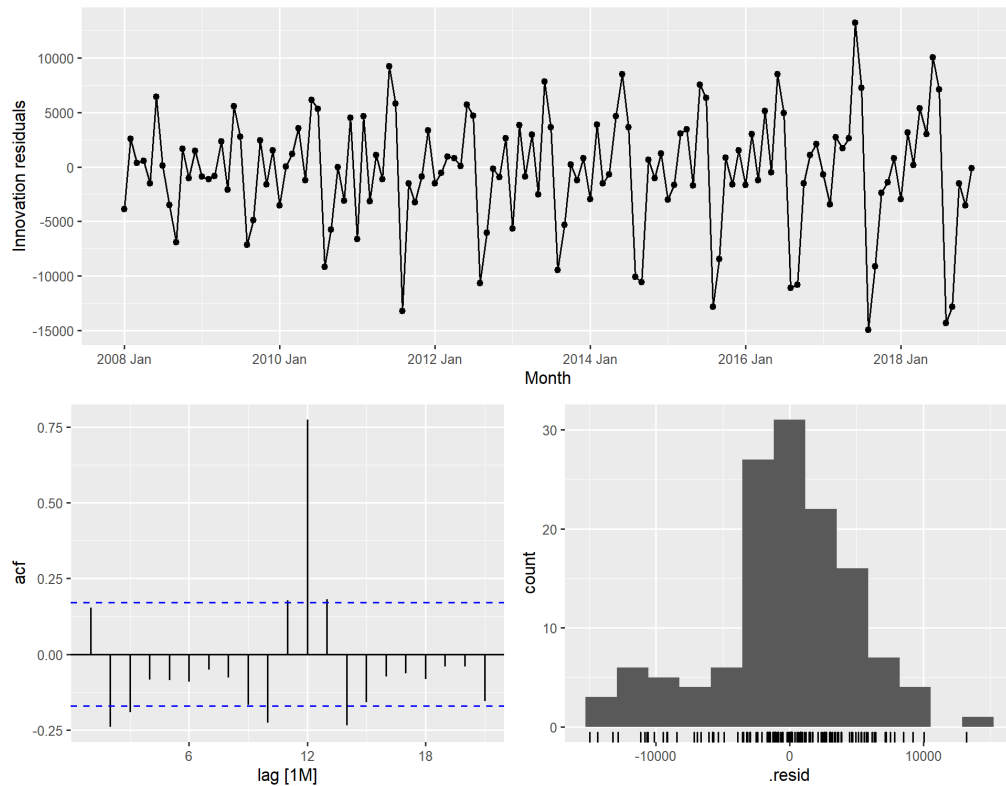 Innovation residuals
10000
5000
0
-5000
-10000
-15000
2008 Jan 2010 Jan 2012 Jan 2014 Jan 2016 Jan 2018 Jan
Month
acf
0.75
0.50
0.25
0.00
-0.25
6 12 18
lag [1M]
count
30
20
10
0
-10000 0 10000
.resid